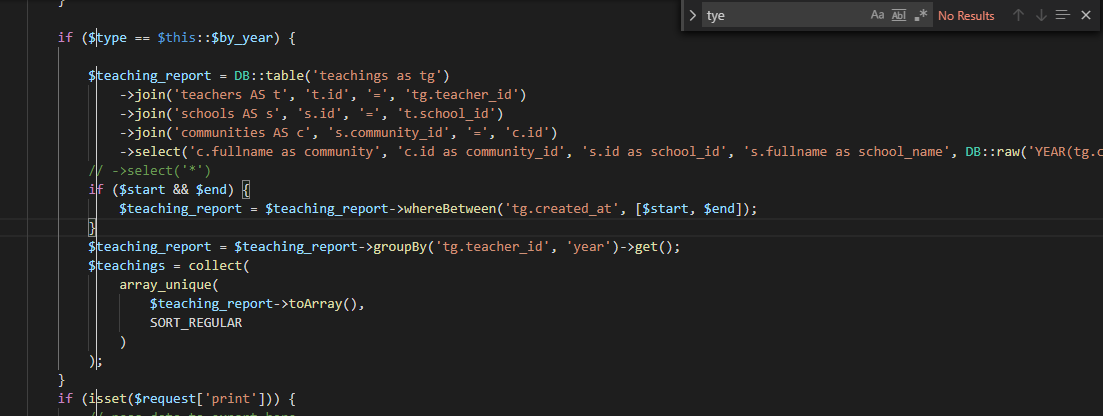 }
tye Aa Abl .* No Results
if ($type == $this::$by_year) {
$teaching_report = DB::table('teachings as tg')
->join('teachers AS t', 't.id', '=', 'tg.teacher_id')
->join('schools AS s', 's.id', '=', 't.school_id')
->join('communities AS c', 's.community_id', '=', 'c.id')
->select('c.fullname as community', 'c.id as community_id', 's.id as school_id', 's.fullname as school_name', DB::raw('YEAR(tg.c
// ->select('*')
if ($start && $end) {
$teaching_report = $teaching_report->whereBetween('tg.created_at', [$start, $end]);
}
$teaching_report = $teaching_report->groupBy('tg.teacher_id', 'year')->get();
$teachings = collect(
array_unique(
$teaching_report->toArray(),
SORT_REGULAR
)
);
}
if (isset($request['print'])) {